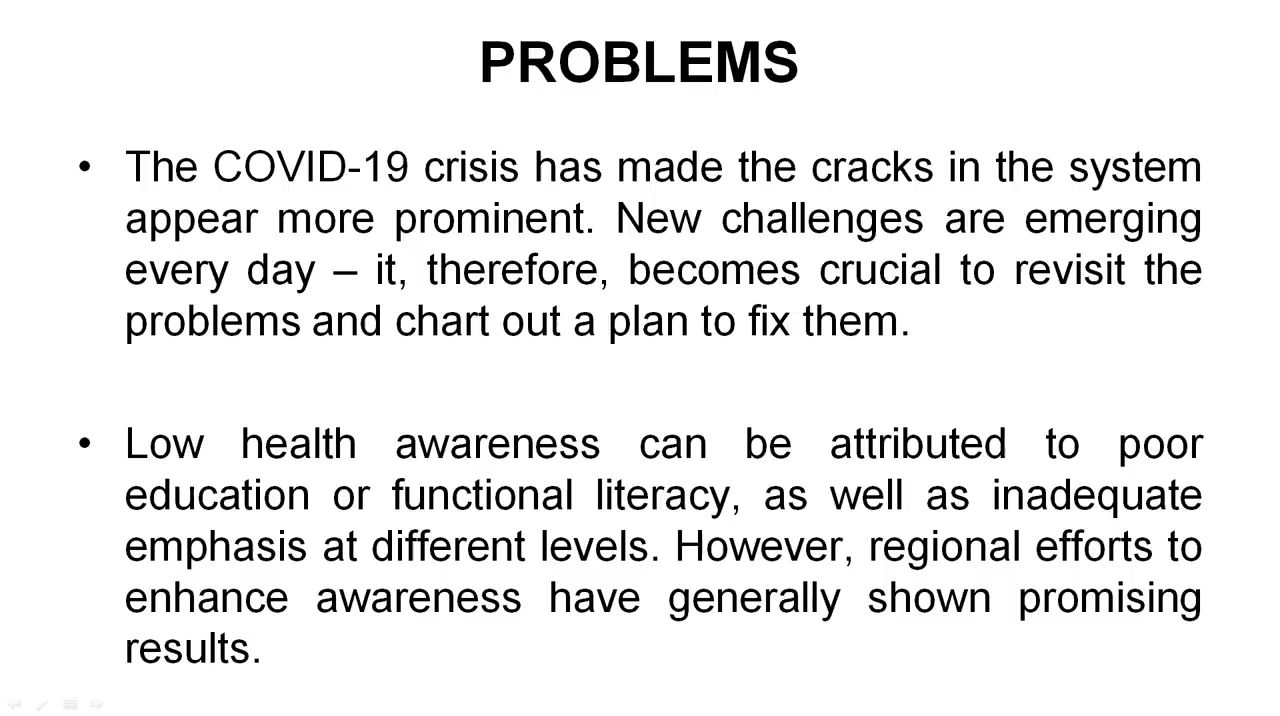 PROBLEMS
• The COVID-19 crisis has made the cracks in the system
appear more prominent. New challenges are emerging
every day – it, therefore, becomes crucial to revisit the
problems and chart out a plan to fix them.
• Low health awareness can be attributed to poor
education or functional literacy, as well as inadequate
emphasis at different levels. However, regional efforts to
enhance awareness have generally shown promising
results.